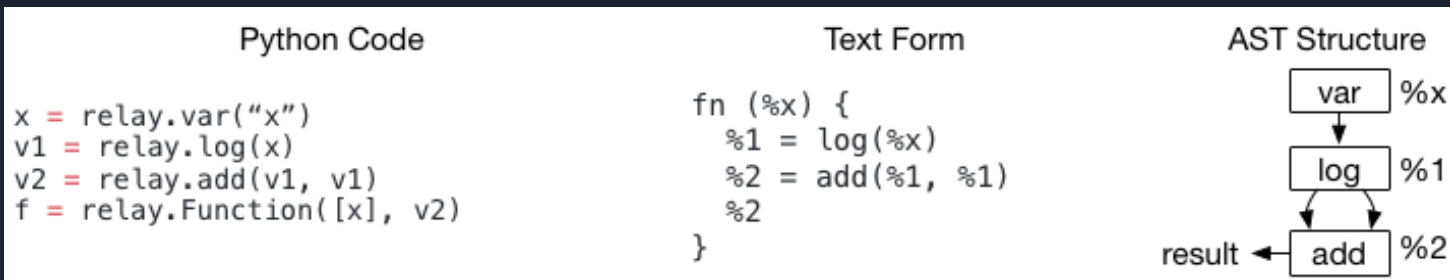 Python Code
x = relay.var(“x”)
v1 = relay.log(x)
v2 = relay.add(v1, v1)
f = relay.Function([x], v2)
Text Form
fn (%x) {
  %1 = log(%x)
  %2 = add(%1, %1)
  %2
}
AST Structure
var %x
log %1
result add %2